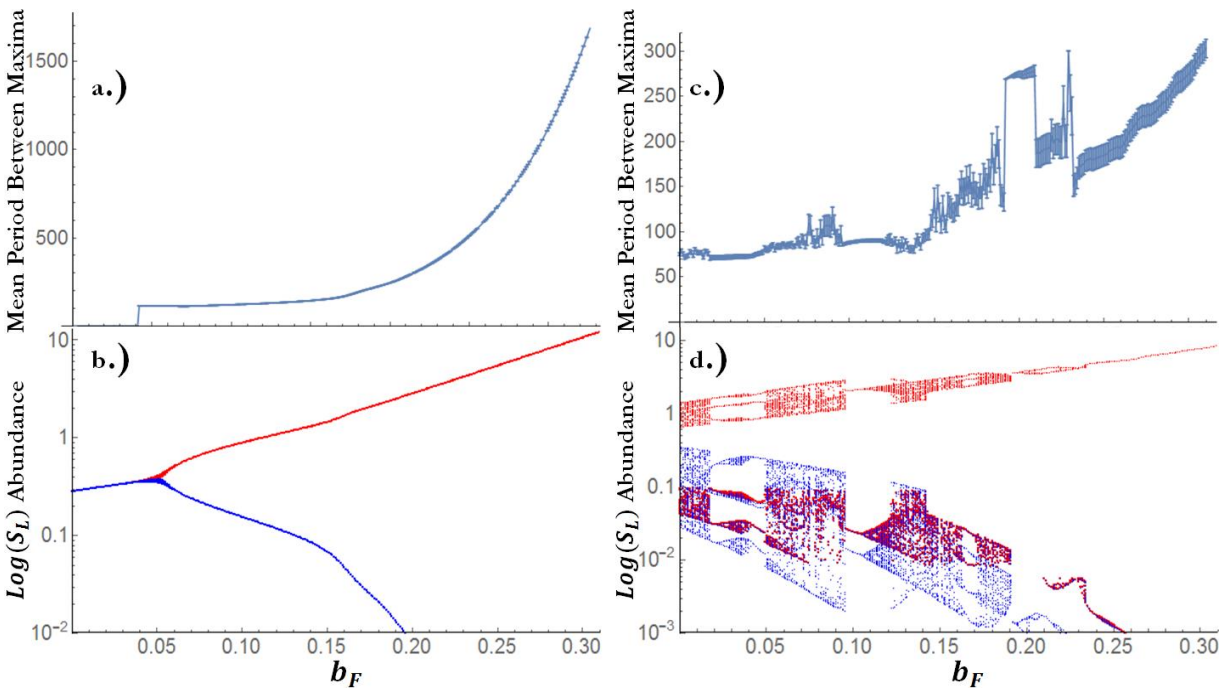 Mean Period Between Maxima
1500
1000
500
a.)
Mean Period Between Maxima
300
250
200
150
100
50
0
c.)
Log(S_L) Abundance
10
1
0.1
10⁻²
b.)
0.05 0.10 0.15 0.20 0.25 0.30
b_F
Log(S_L) Abundance
10
1
0.1
10⁻²
10⁻³
d.)
0.05 0.10 0.15 0.20 0.25 0.30
b_F